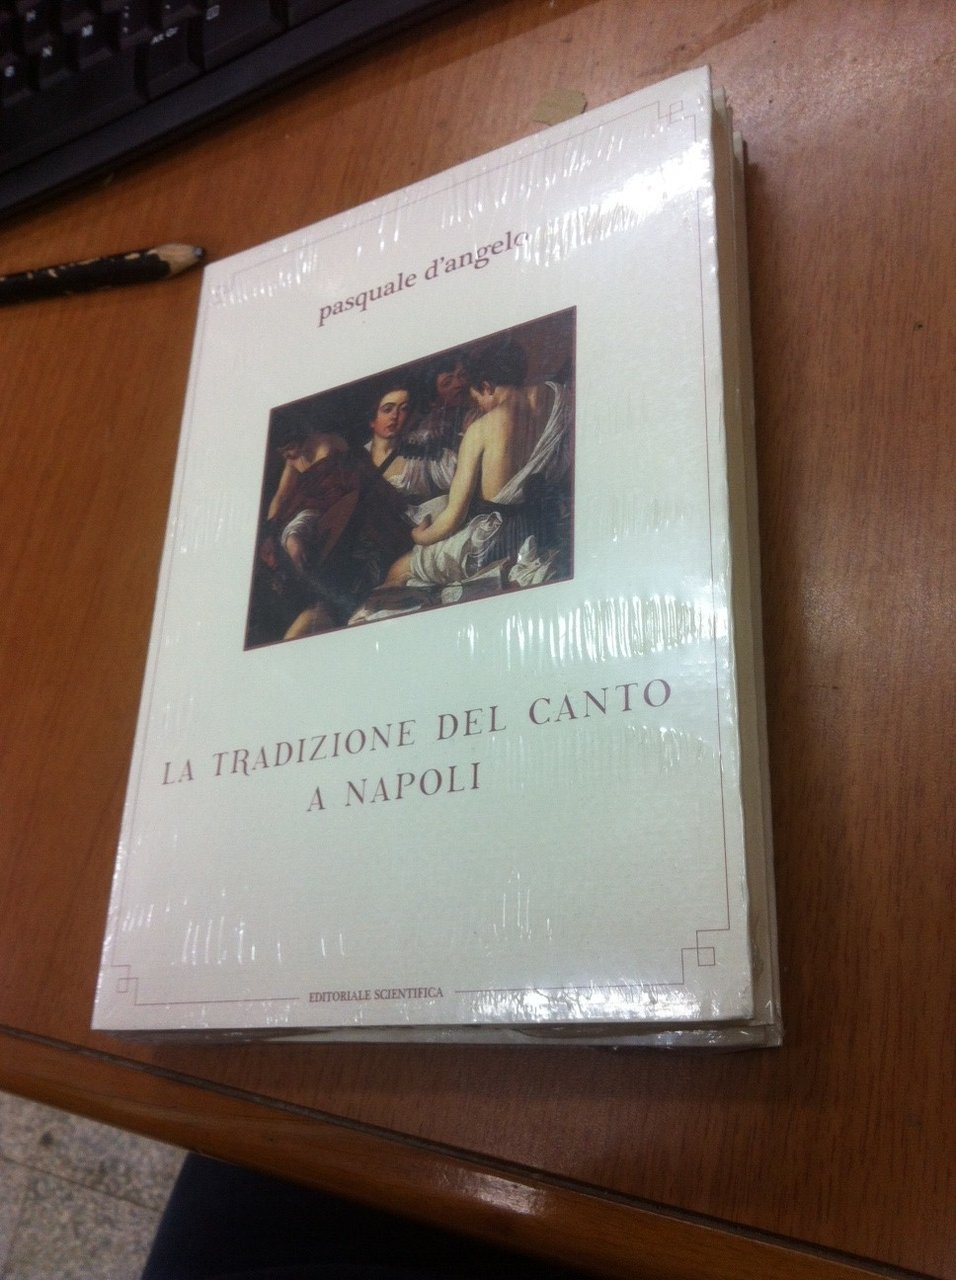 pasquale d'angelo
LA TRADIZIONE DEL CANTO
A NAPOLI
EDITORIALE SCIENTIFICA